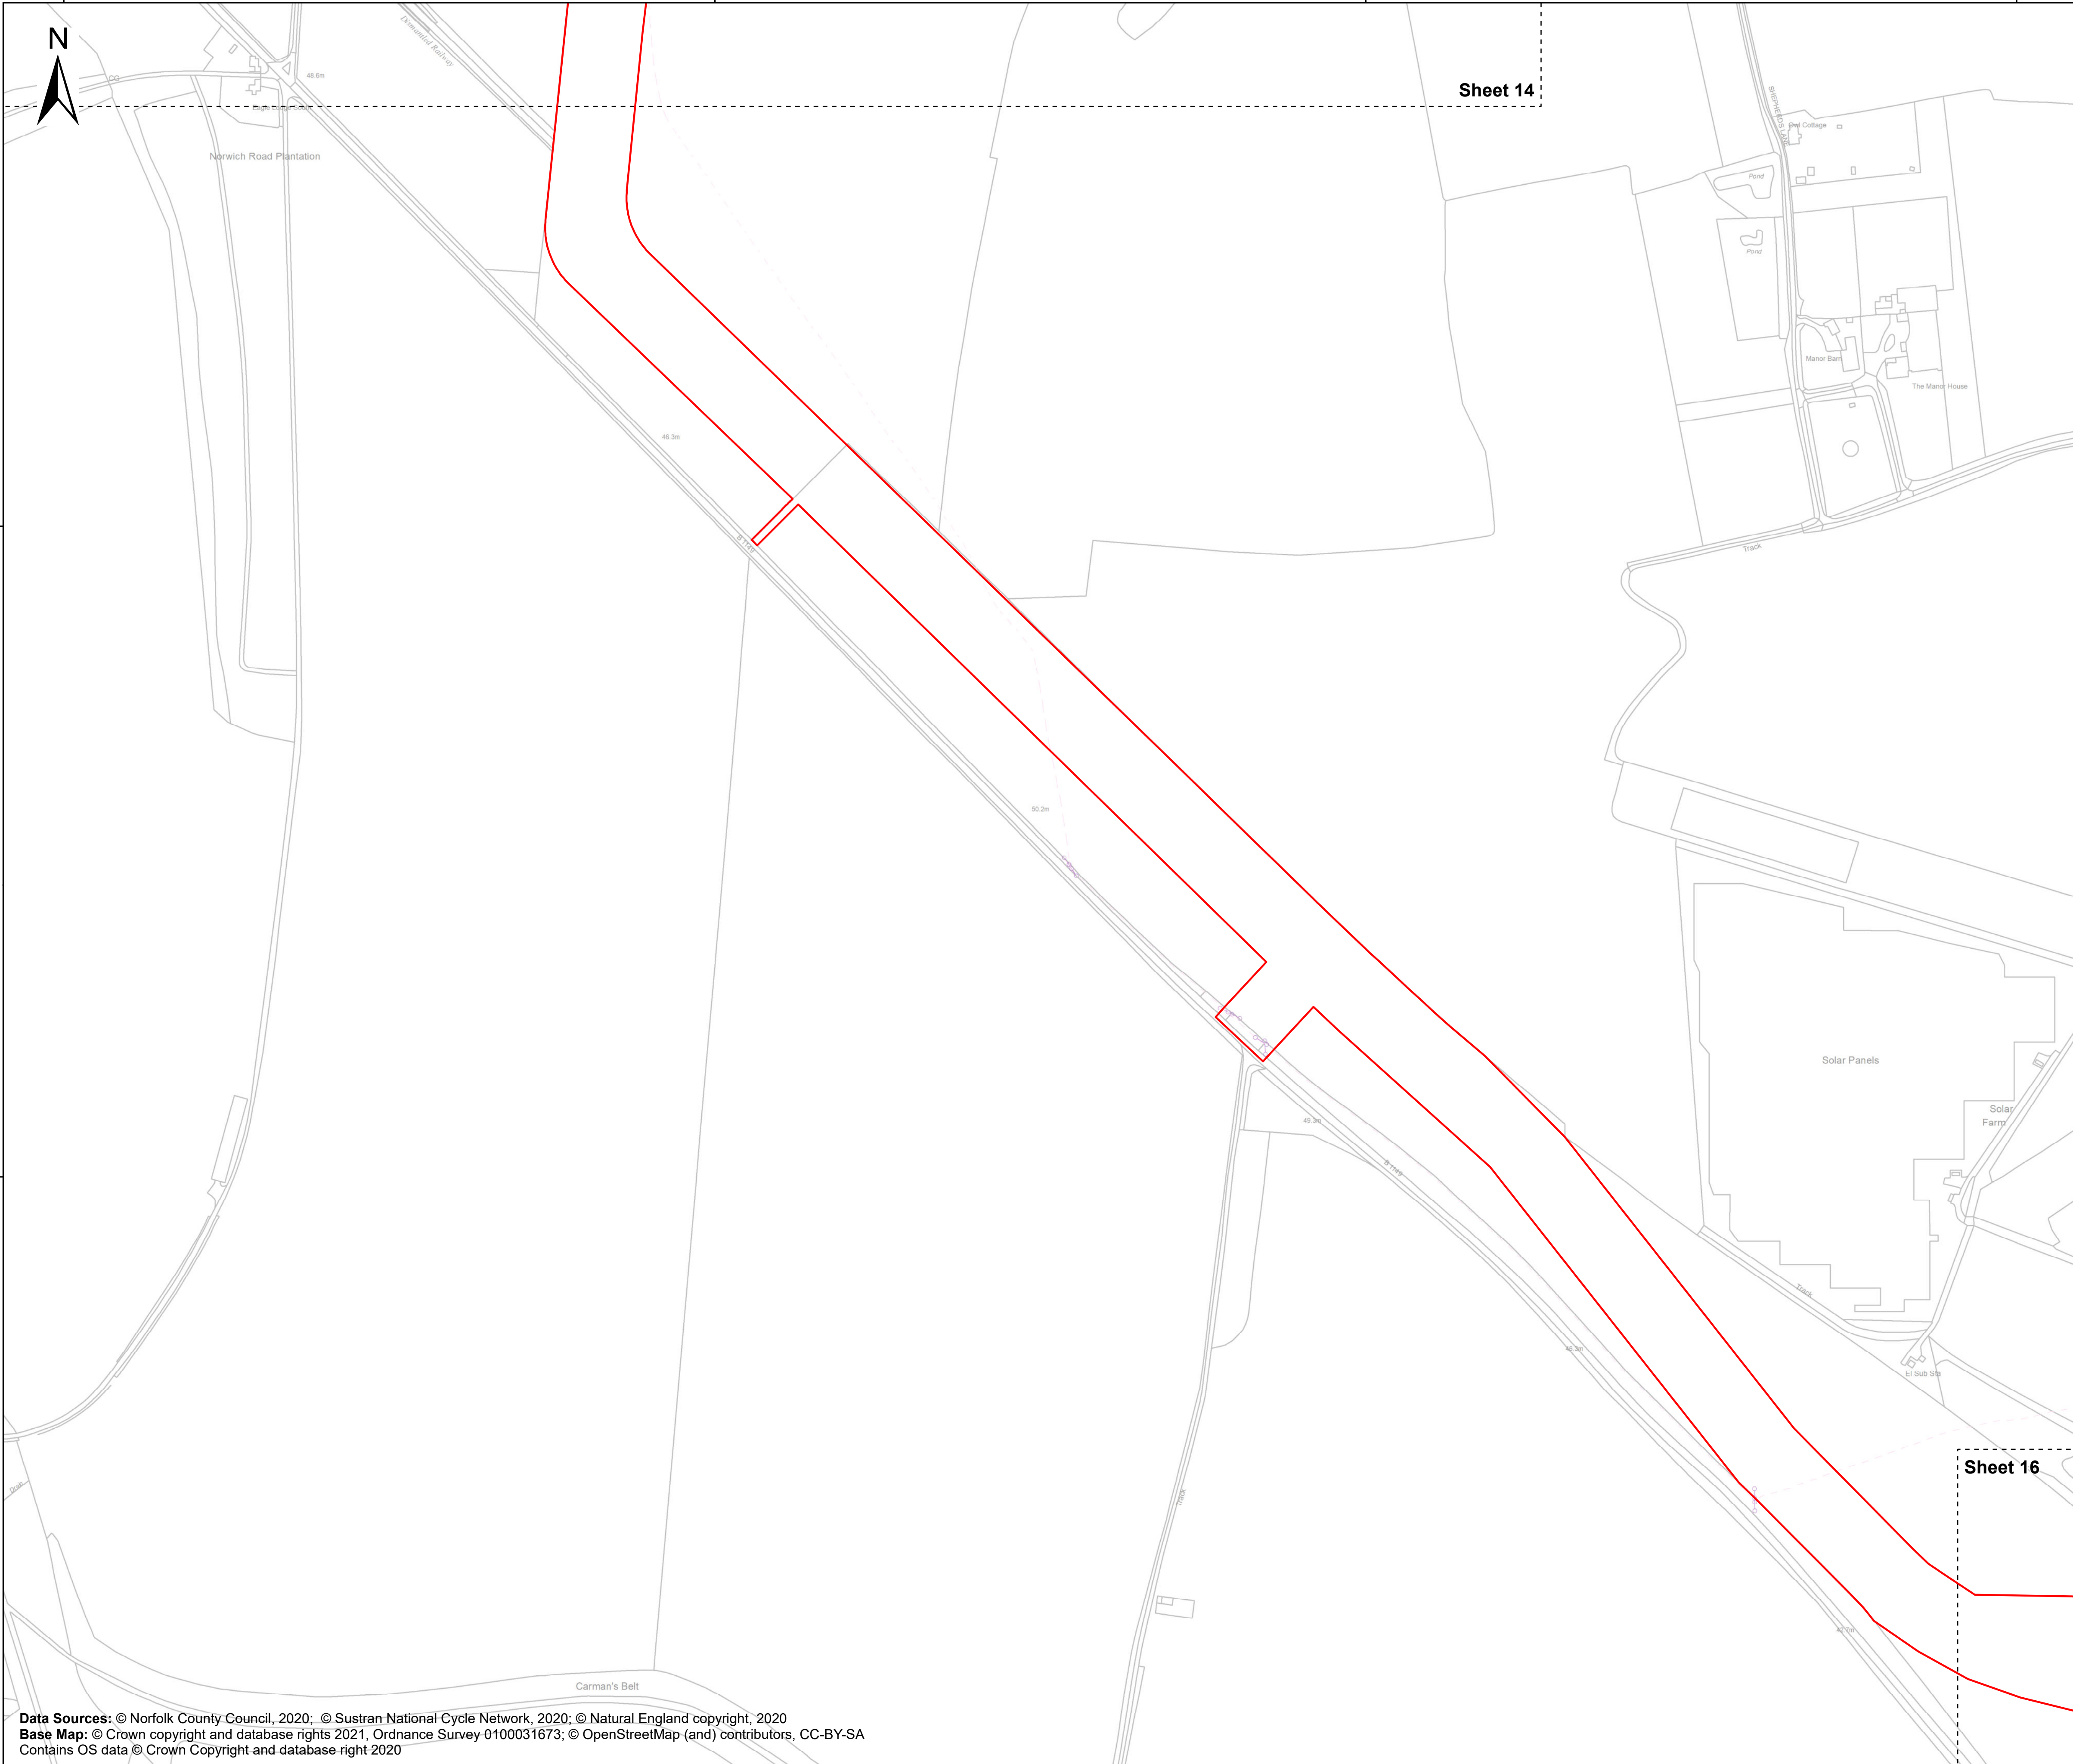 N
Dismantled Railway
Sheet 14
CG
48.6m
Norwich Road Plantation
SHEPHERDS LANE
Owl Cottage
Pond
Pond
Manor Barn
The Manor House
46.3m
B 1149
Track
50.2m
Solar Panels
Solar
Farm
B 1149
Track
El Sub Sta
Sheet 16
Drain
Track
Carman's Belt
Data Sources: © Norfolk County Council, 2020; © Sustran National Cycle Network, 2020; © Natural England copyright, 2020
Base Map: © Crown copyright and database rights 2021, Ordnance Survey 0100031673; © OpenStreetMap (and) contributors, CC-BY-SA
Contains OS data © Crown Copyright and database right 2020